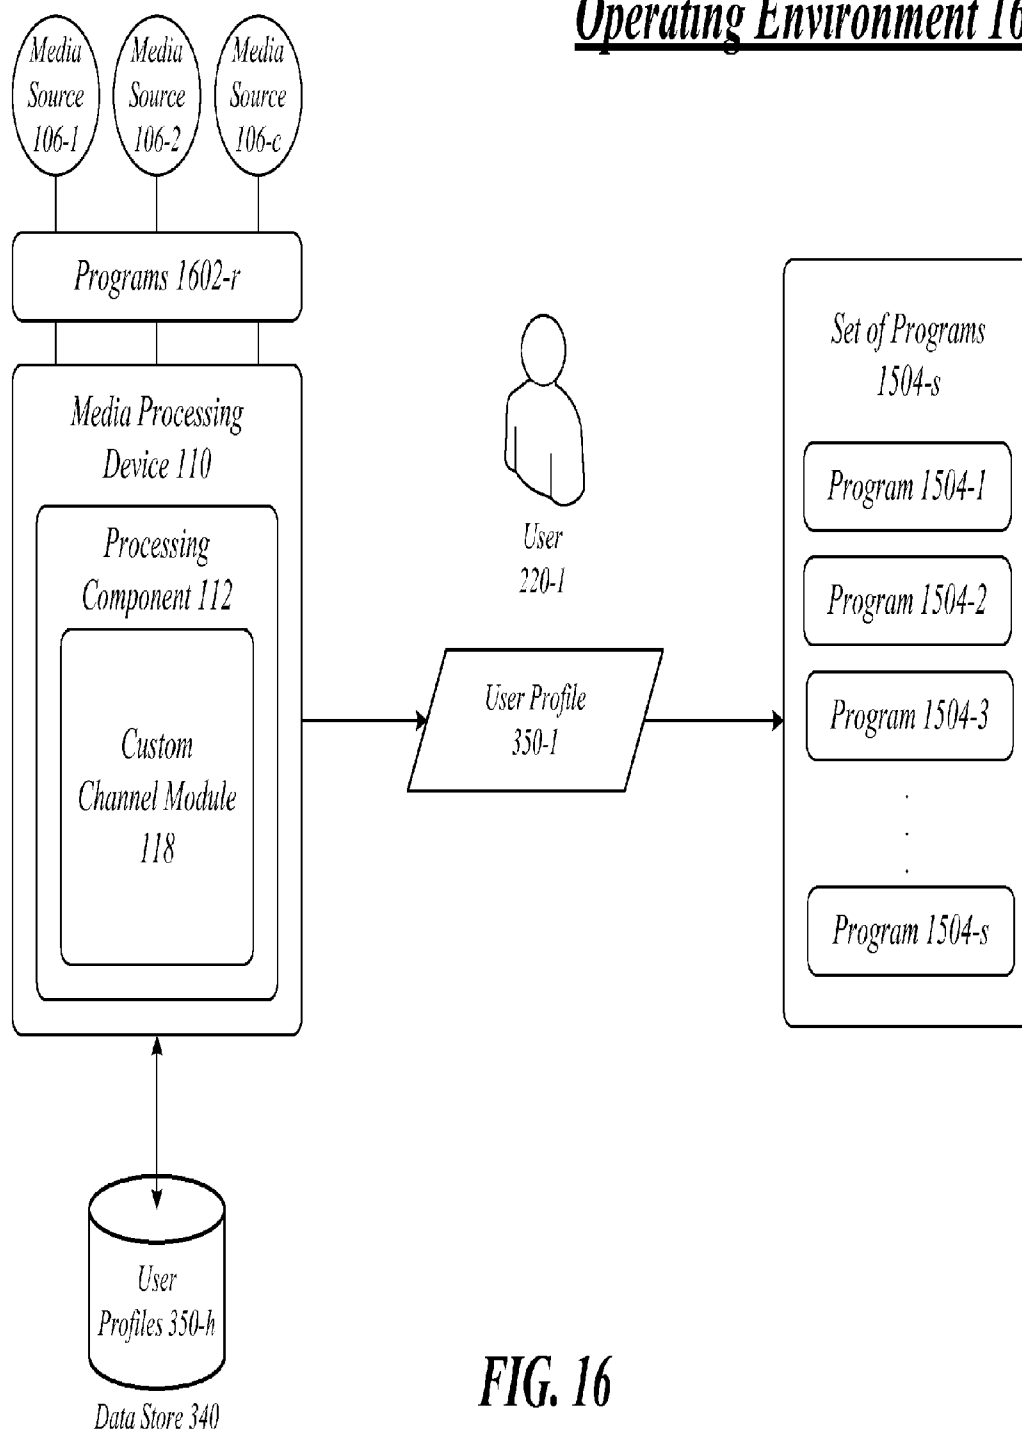 Operating Environment 16
Media
Source
106-1
Media
Source
106-2
Media
Source
106-c
Programs 1602-r
Media Processing
Device 110
Processing
Component 112
Custom
Channel Module
118
User
220-1
User Profile
350-1
Set of Programs
1504-s
Program 1504-1
Program 1504-2
Program 1504-3
.
.
.
Program 1504-s
User
Profiles 350-h
Data Store 340
FIG. 16